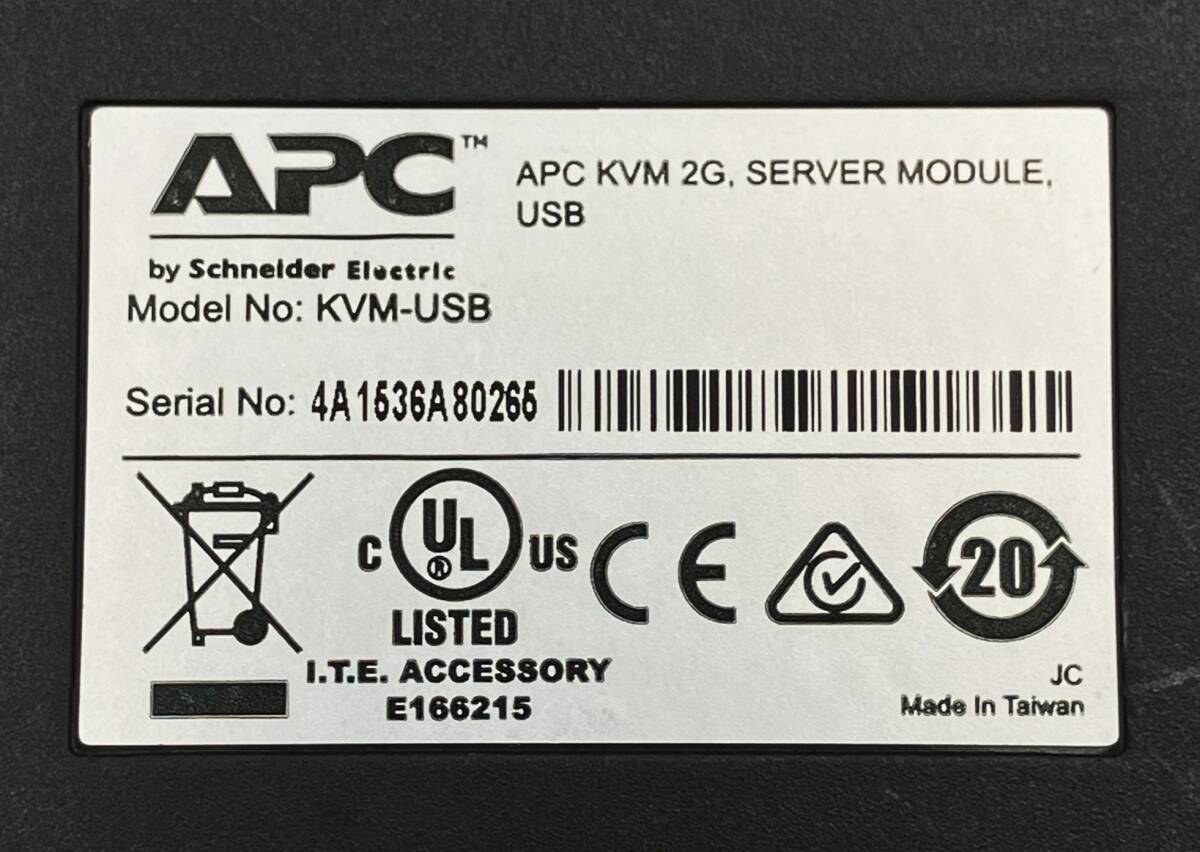 APC™
APC KVM 2G, SERVER MODULE,
USB
by Schneider Electric
Model No: KVM-USB
Serial No: 4A1536A80265
C UL® US
LISTED
I.T.E. ACCESSORY
E166215
CE
20
JC
Made In Taiwan